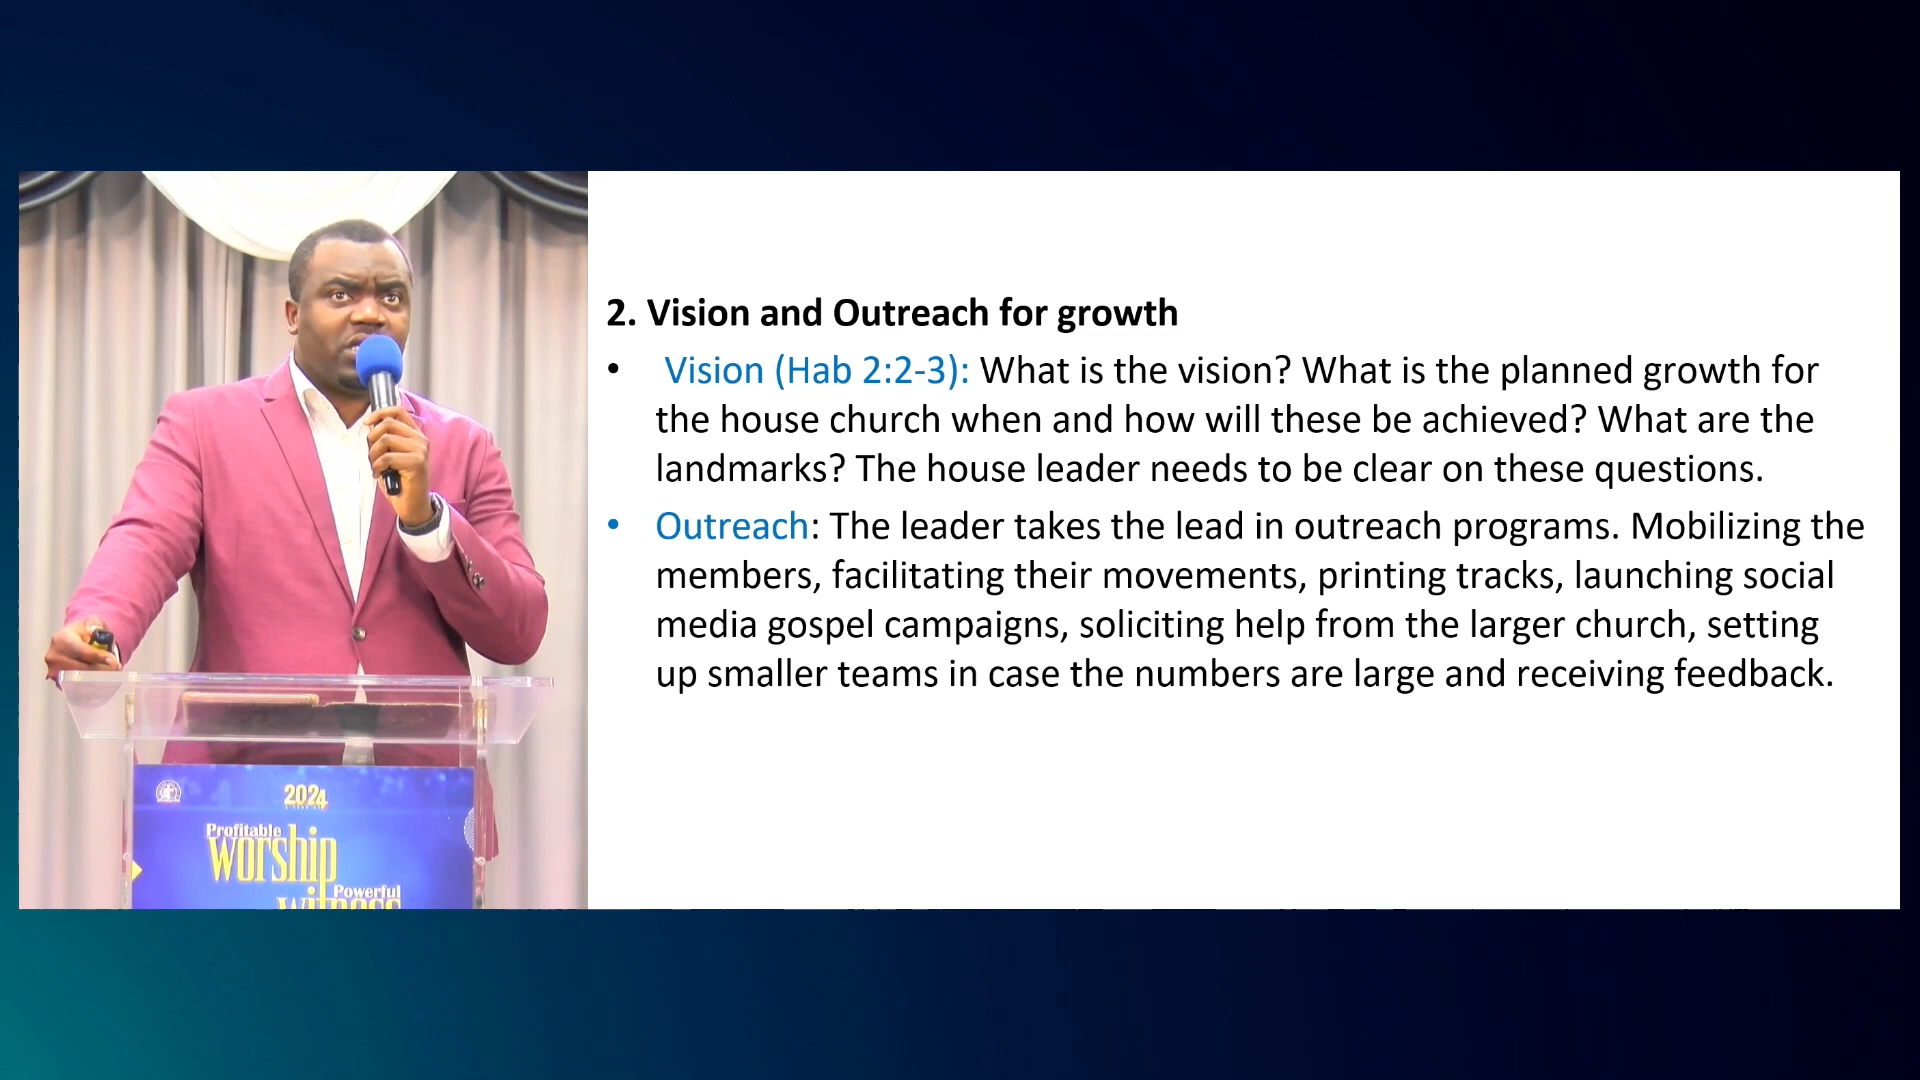 2. Vision and Outreach for growth
• Vision (Hab 2:2-3): What is the vision? What is the planned growth for
the house church when and how will these be achieved? What are the
landmarks? The house leader needs to be clear on these questions.
• Outreach: The leader takes the lead in outreach programs. Mobilizing the
members, facilitating their movements, printing tracks, launching social
media gospel campaigns, soliciting help from the larger church, setting
up smaller teams in case the numbers are large and receiving feedback.
2024
Profitable
worship
Powerful
witness